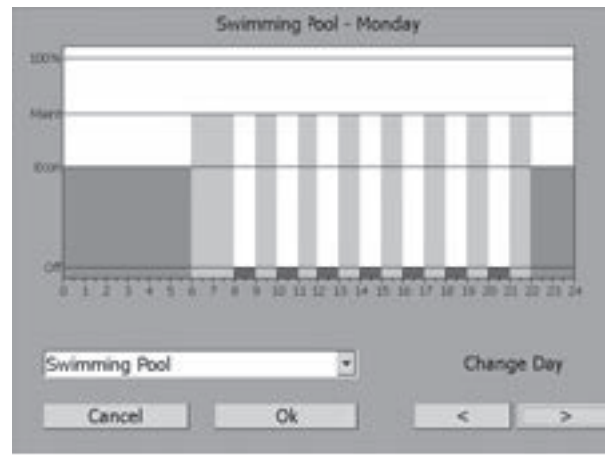 Swimming Pool - Monday
100%
Econ
Off
0 1 2 3 4 5 6 7 8 9 10 11 12 13 14 15 16 17 18 19 20 21 22 23 24
Swimming Pool
Change Day
Cancel Ok < >